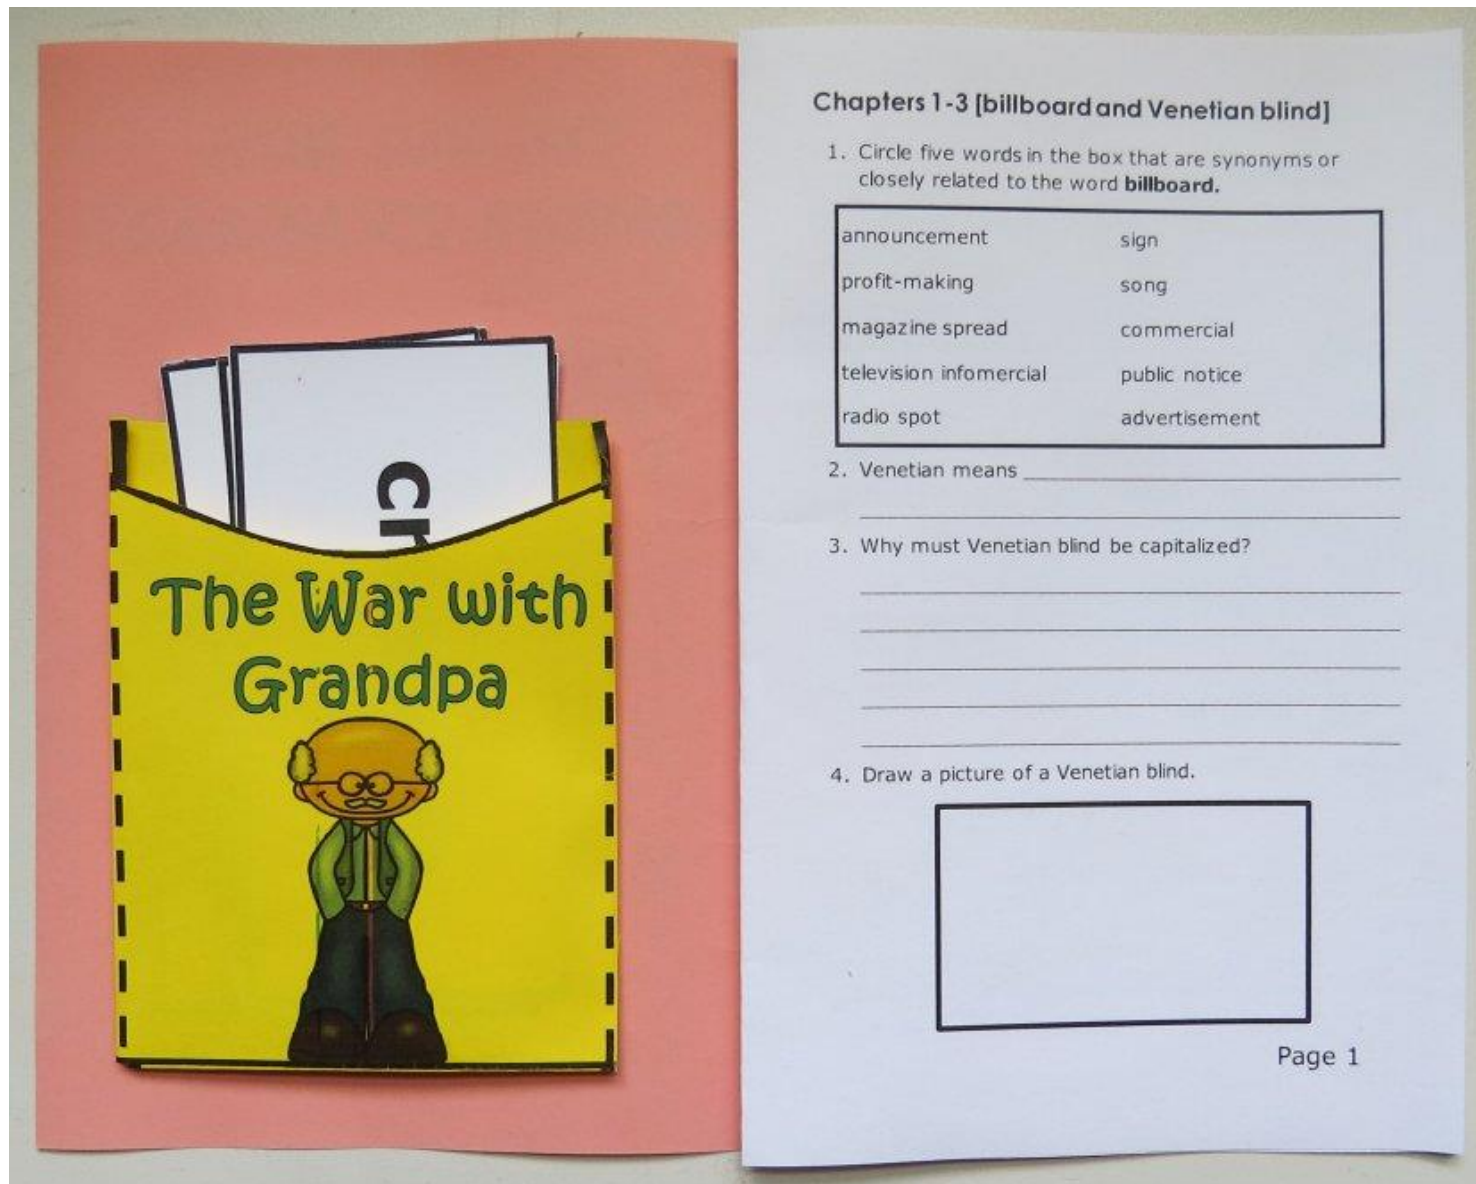 Ch
The War with
Grandpa
Chapters 1-3 [billboard and Venetian blind]
1. Circle five words in the box that are synonyms or
closely related to the word billboard.
announcement sign
profit-making song
magazine spread commercial
television infomercial public notice
radio spot advertisement
2. Venetian means
3. Why must Venetian blind be capitalized?
4. Draw a picture of a Venetian blind.
Page 1